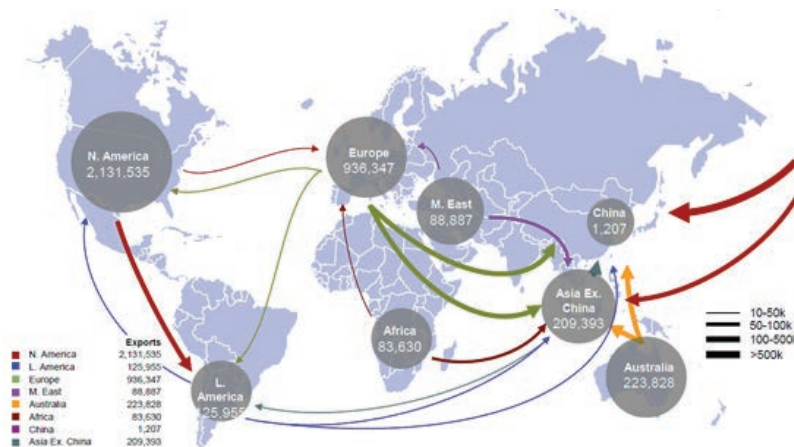 N. America
2,131,535
Europe
936,347
M. East
88,887
China
1,207
Asia Ex.
China
209,393
Africa
83,630
L.
America
125,955
Australia
223,828
10-50k
50-100k
100-500k
>500k
Exports
N. America 2,131,535
L. America 125,955
Europe 936,347
M. East 88,887
Australia 223,828
Africa 83,630
China 1,207
Asia Ex. China 209,393